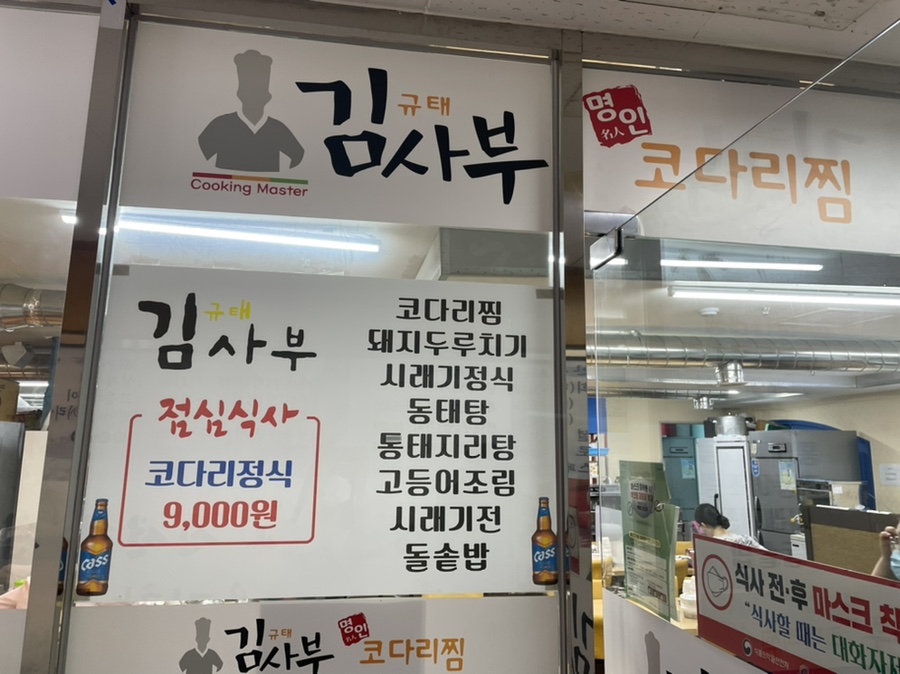 김규태사부
Cooking Master
명인
名人
코다리찜
김규태사부
점심식사
코다리정식
9,000원
코다리찜
돼지두루치기
시래기정식
동태탕
통태지리탕
고등어조림
시래기전
돌솥밥
cass
cass
김규태사부
명인
코다리찜
식사 전·후 마스크 착
"식사할 때는 대화자제